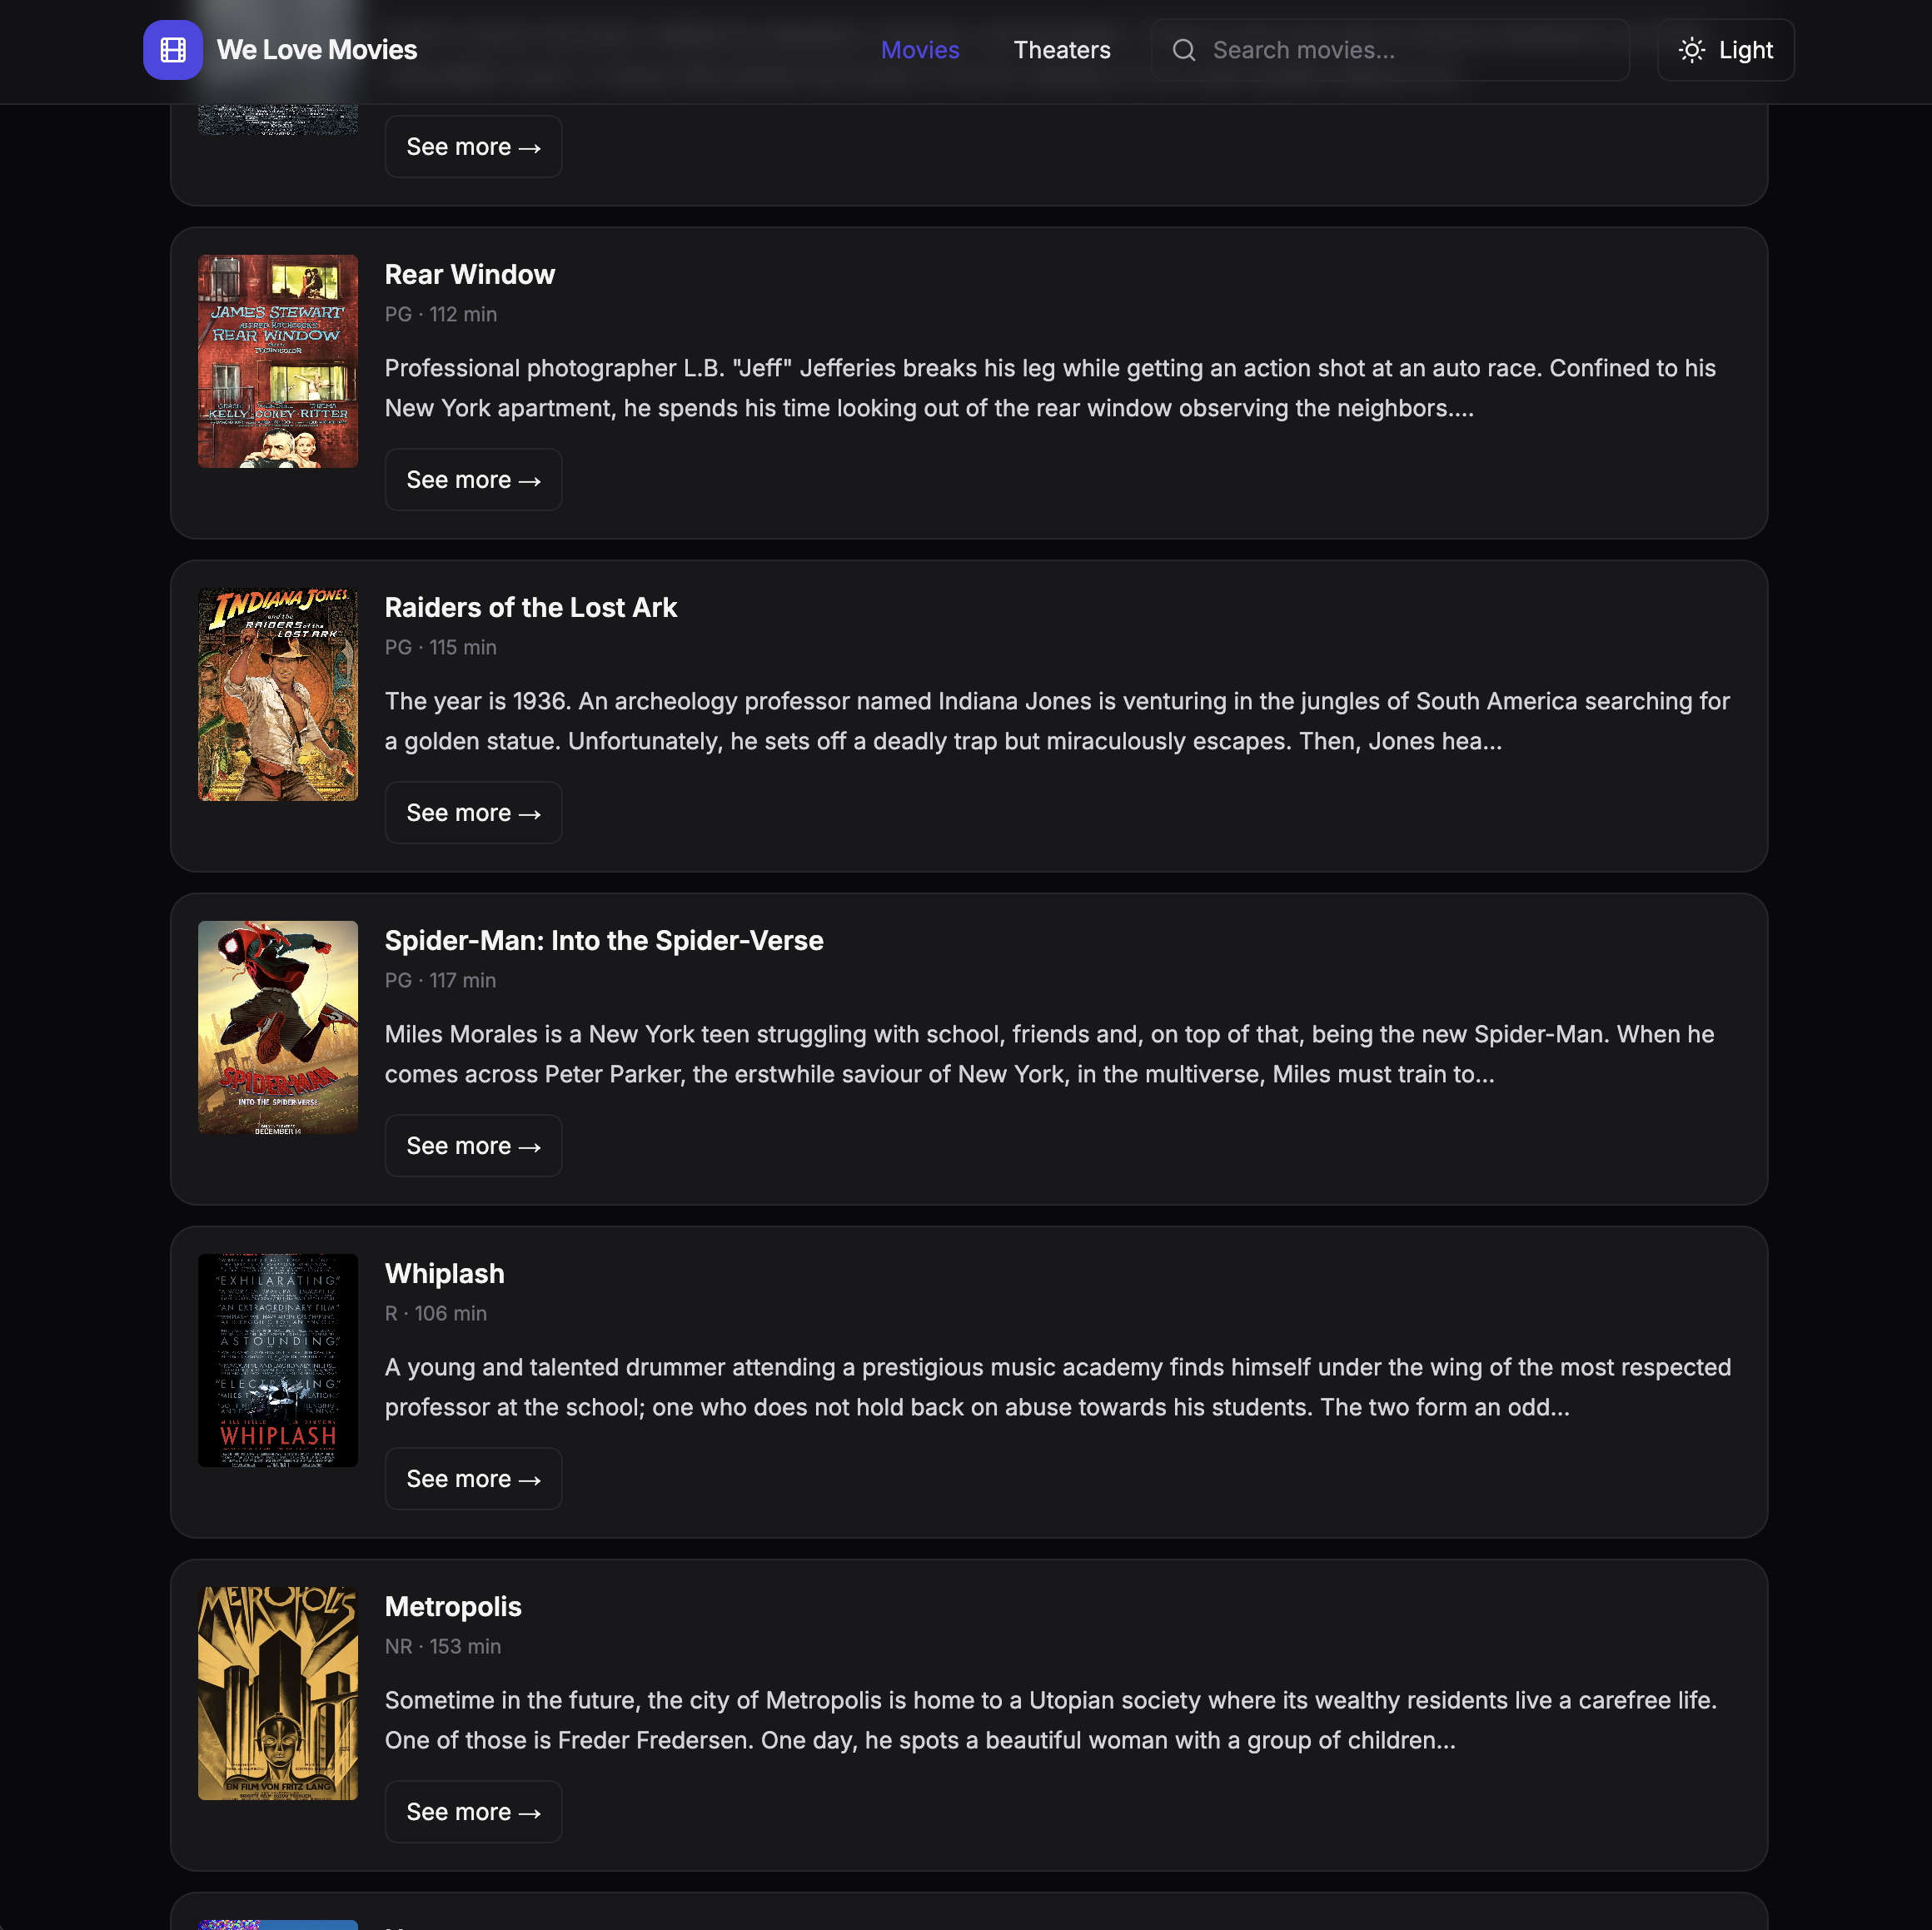 We Love Movies
Movies
Theaters
Search movies...
Light
See more →
JAMES STEWART
ALFRED HITCHCOCK'S
REAR WINDOW
TECHNICOLOR
KELLY · COREY · RITTER
Rear Window
PG · 112 min
Professional photographer L.B. "Jeff" Jefferies breaks his leg while getting an action shot at an auto race. Confined to his
New York apartment, he spends his time looking out of the rear window observing the neighbors....
See more →
INDIANA JONES
and the
RAIDERS of the
LOST ARK
Raiders of the Lost Ark
PG · 115 min
The year is 1936. An archeology professor named Indiana Jones is venturing in the jungles of South America searching for
a golden statue. Unfortunately, he sets off a deadly trap but miraculously escapes. Then, Jones hea...
See more →
SPIDER-MAN
INTO THE SPIDER-VERSE
DECEMBER 14
Spider-Man: Into the Spider-Verse
PG · 117 min
Miles Morales is a New York teen struggling with school, friends and, on top of that, being the new Spider-Man. When he
comes across Peter Parker, the erstwhile saviour of New York, in the multiverse, Miles must train to...
See more →
"EXHILARATING"
"AN EXTRAORDINARY FILM"
ASTOUNDING"
"ELECTRIFYING"
WHIPLASH
Whiplash
R · 106 min
A young and talented drummer attending a prestigious music academy finds himself under the wing of the most respected
professor at the school; one who does not hold back on abuse towards his students. The two form an odd...
See more →
METROPOLIS
EIN FILM VON FRITZ LANG
Metropolis
NR · 153 min
Sometime in the future, the city of Metropolis is home to a Utopian society where its wealthy residents live a carefree life.
One of those is Freder Fredersen. One day, he spots a beautiful woman with a group of children...
See more →